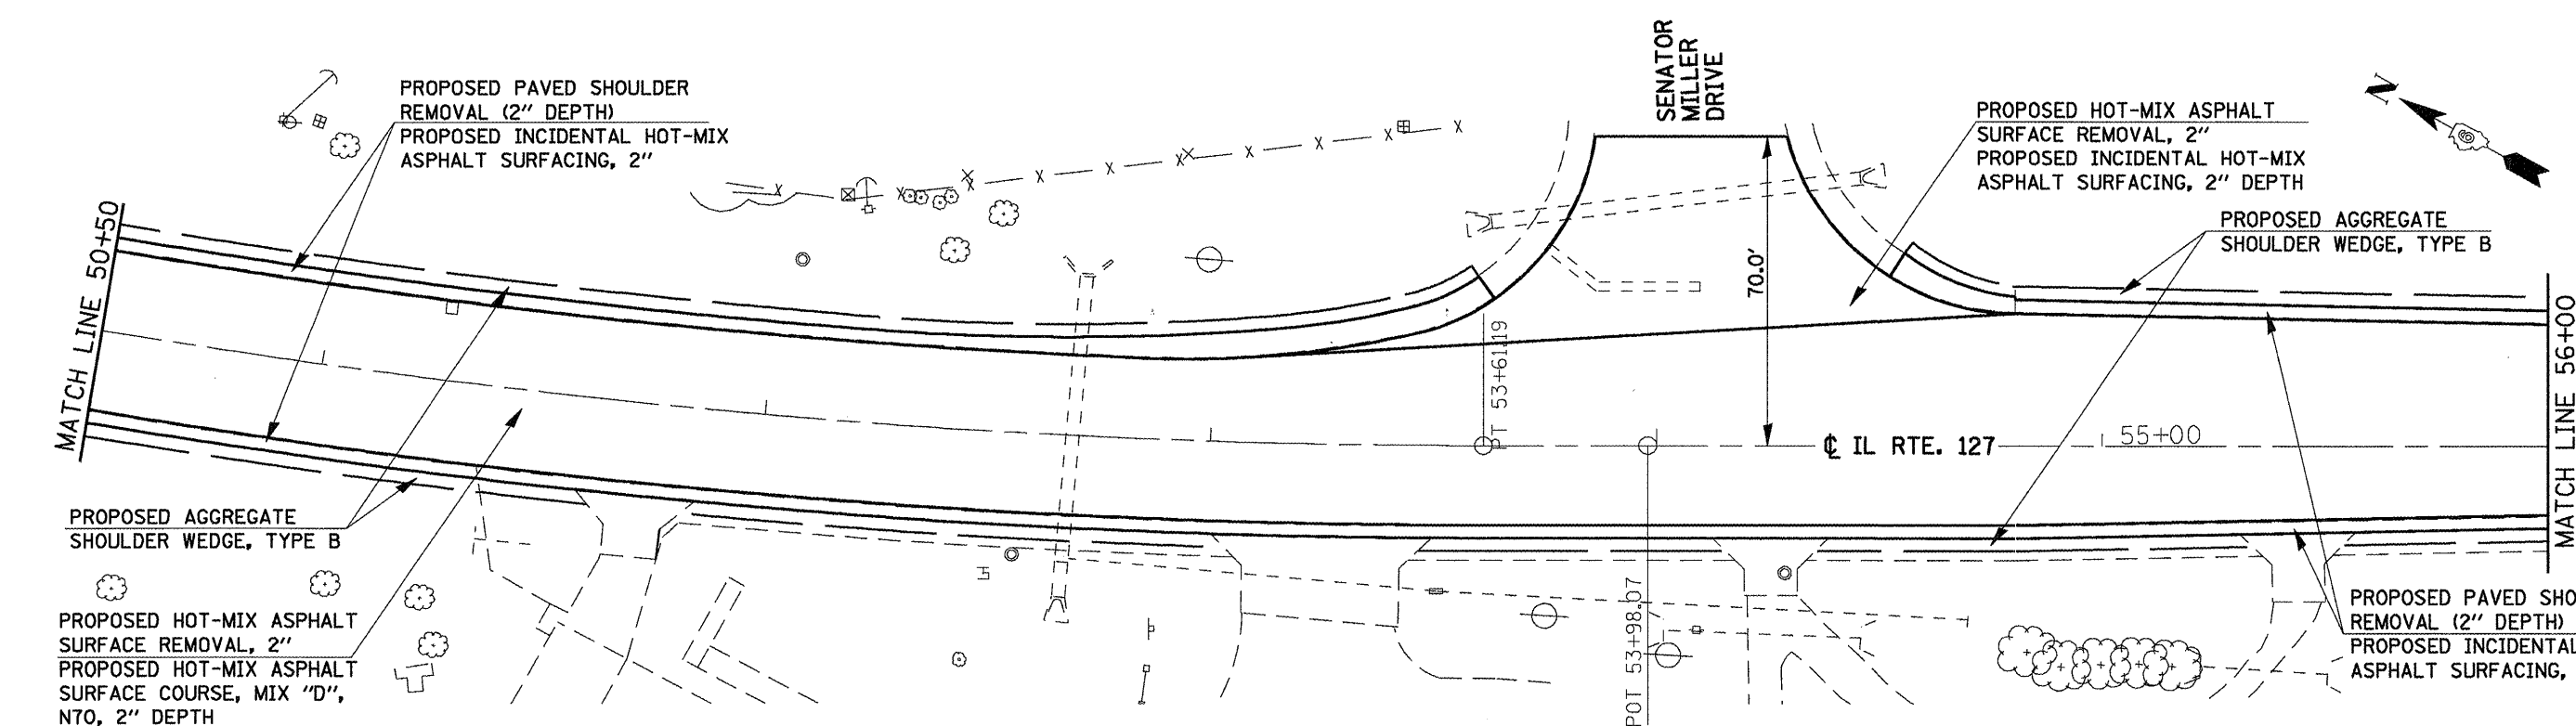 SENATOR
MILLER
DRIVE
PROPOSED PAVED SHOULDER
REMOVAL (2" DEPTH)
PROPOSED INCIDENTAL HOT-MIX
ASPHALT SURFACING, 2"
PROPOSED HOT-MIX ASPHALT
SURFACE REMOVAL, 2"
PROPOSED INCIDENTAL HOT-MIX
ASPHALT SURFACING, 2" DEPTH
N
PROPOSED AGGREGATE
SHOULDER WEDGE, TYPE B
MATCH LINE 50+50
70.0'
PT 53+61.19
MATCH LINE 56+00
℄ IL RTE. 127
55+00
PROPOSED AGGREGATE
SHOULDER WEDGE, TYPE B
POT 53+98.07
PROPOSED HOT-MIX ASPHALT
SURFACE REMOVAL, 2"
PROPOSED HOT-MIX ASPHALT
SURFACE COURSE, MIX "D",
N70, 2" DEPTH
PROPOSED PAVED SHO
REMOVAL (2" DEPTH)
PROPOSED INCIDENTAL
ASPHALT SURFACING,